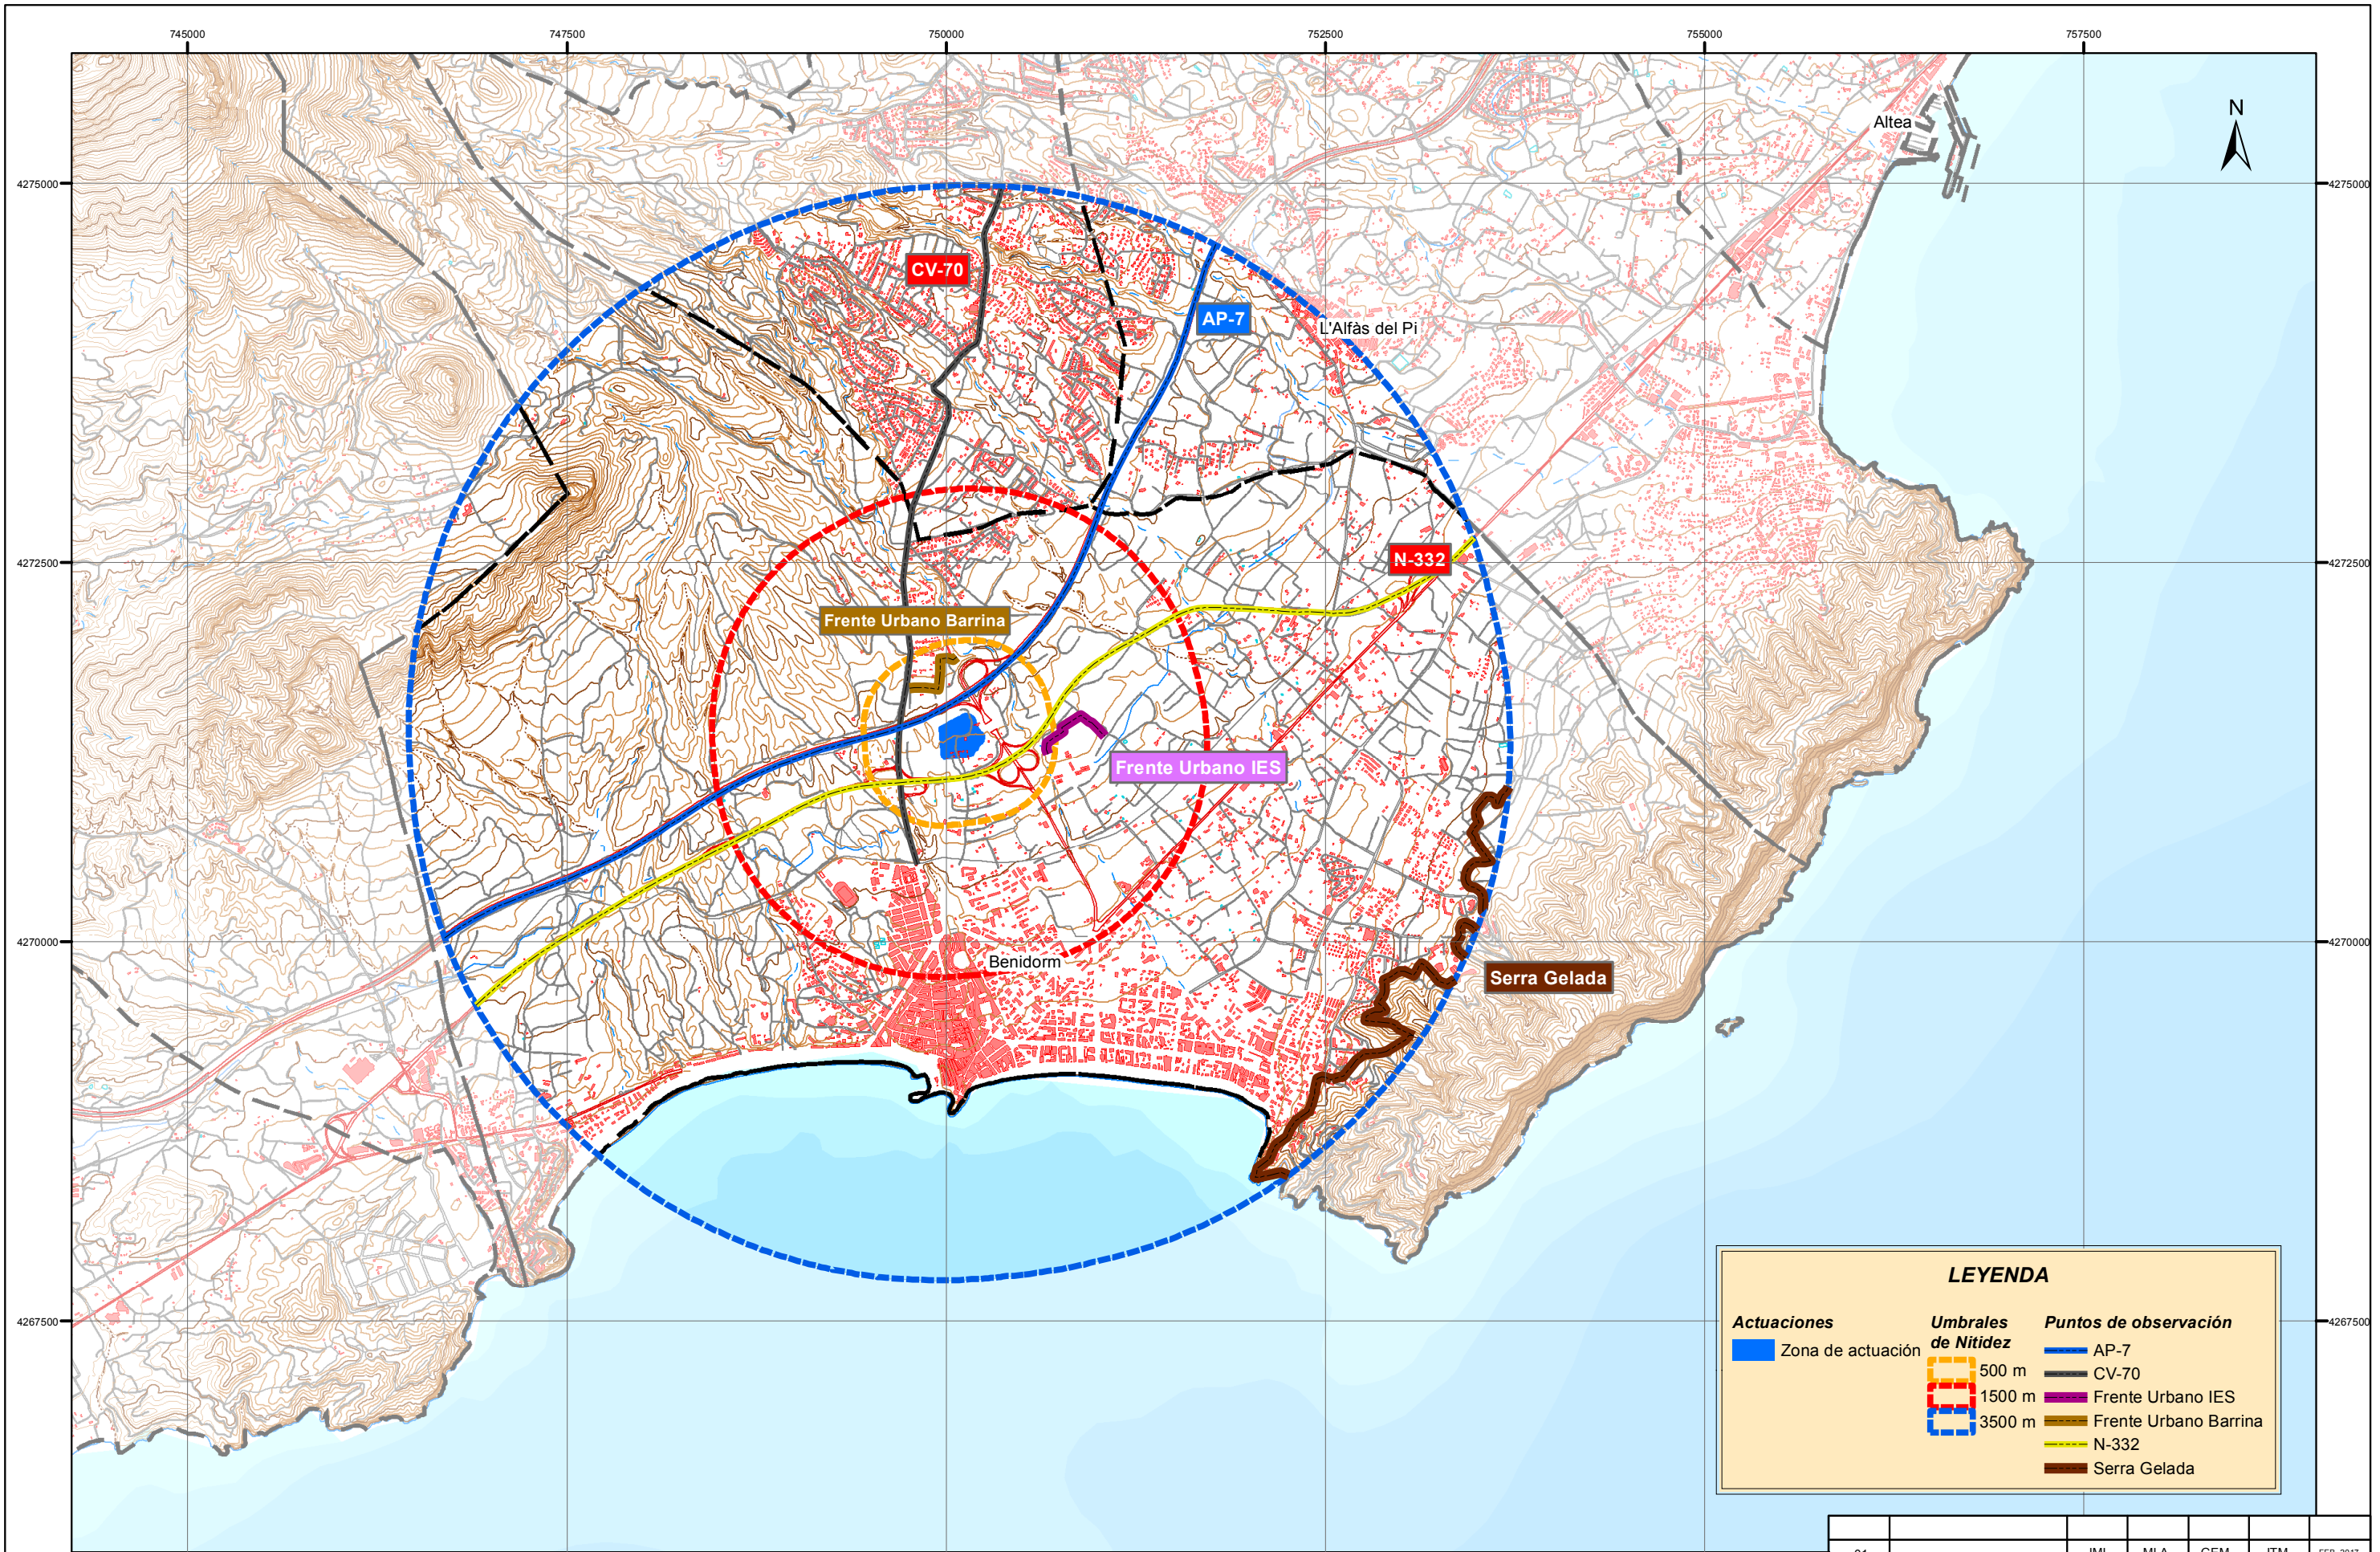 745000 747500 750000 752500 755000 757500
N
Altea
4275000 4275000
CV-70
AP-7
L'Alfàs del Pi
4272500 4272500
N-332
Frente Urbano Barrina
Frente Urbano IES
4270000 4270000
Benidorm
Serra Gelada
LEYENDA
Actuaciones
Zona de actuación
Umbrales
de Nitidez
500 m
1500 m
3500 m
Puntos de observación
AP-7
CV-70
Frente Urbano IES
Frente Urbano Barrina
N-332
Serra Gelada
4267500 4267500